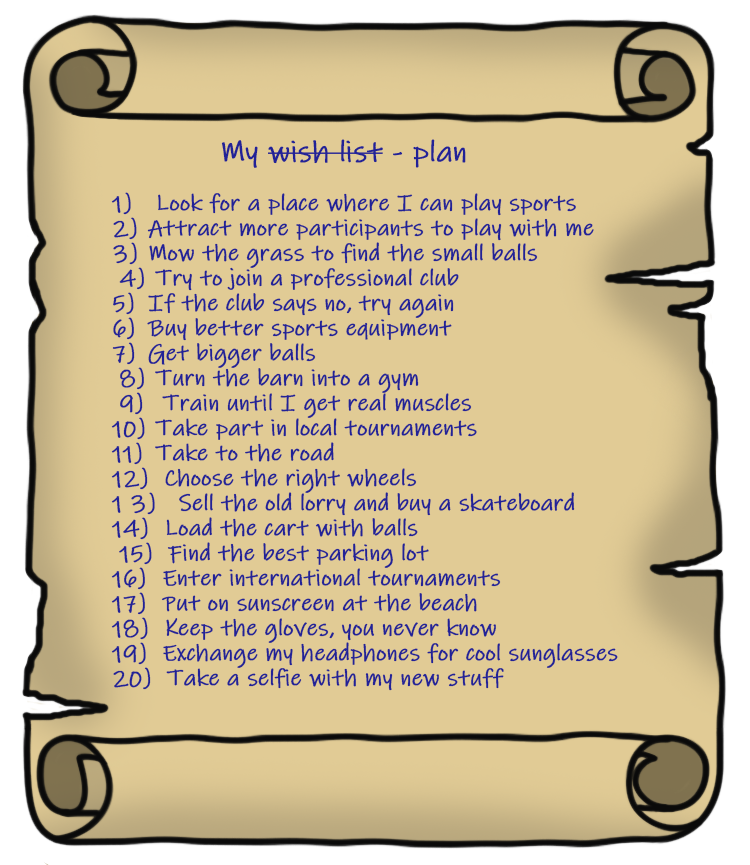 My ~~wish list~~ - plan
1) Look for a place where I can play sports
2) Attract more participants to play with me
3) Mow the grass to find the small balls
4) Try to join a professional club
5) If the club says no, try again
6) Buy better sports equipment
7) Get bigger balls
8) Turn the barn into a gym
9) Train until I get real muscles
10) Take part in local tournaments
11) Take to the road
12) Choose the right wheels
1 3) Sell the old lorry and buy a skateboard
14) Load the cart with balls
15) Find the best parking lot
16) Enter international tournaments
17) Put on sunscreen at the beach
18) Keep the gloves, you never know
19) Exchange my headphones for cool sunglasses
20) Take a selfie with my new stuff